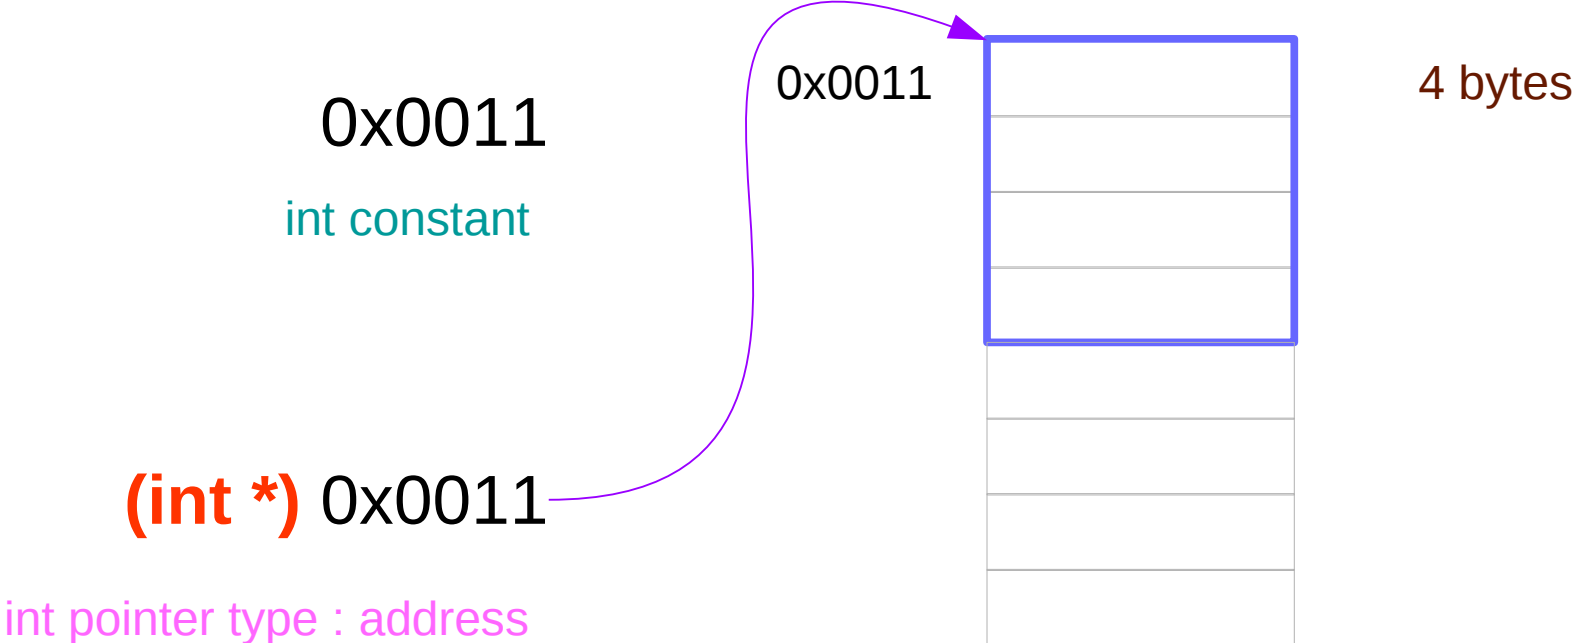 0x0011
4 bytes
0x0011
int constant
(int *) 0x0011
int pointer type : address